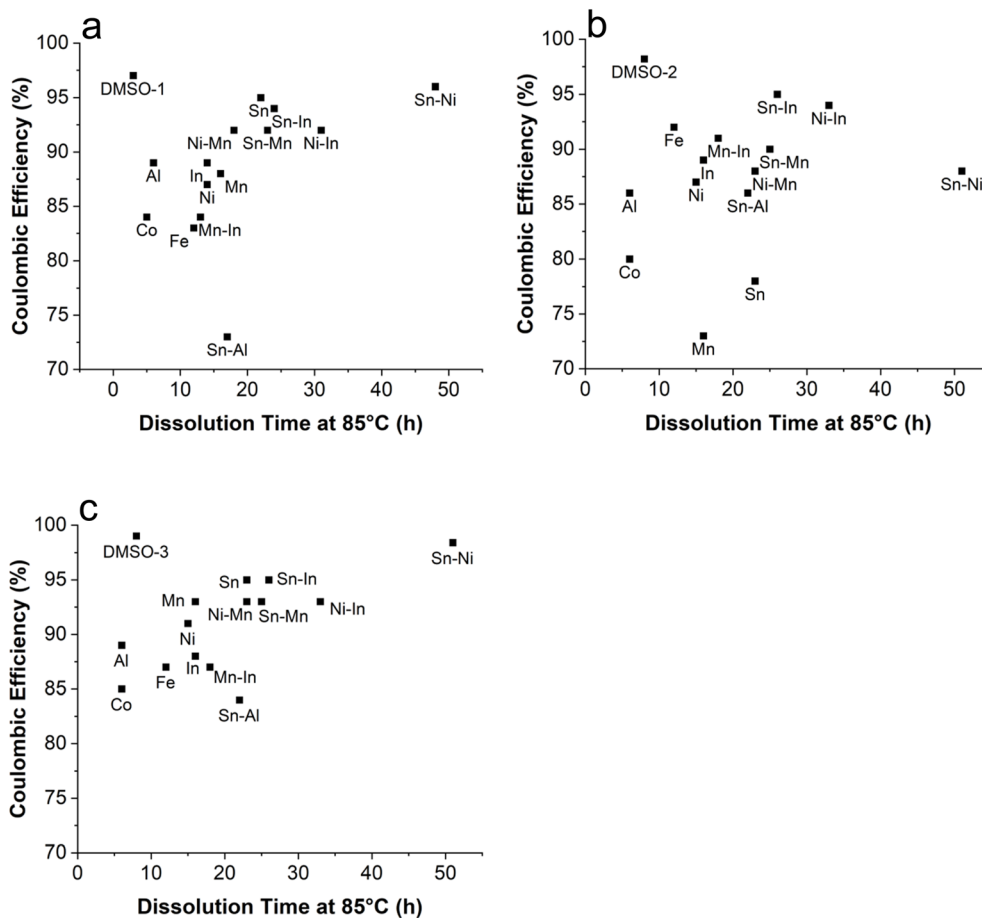 a
Coulombic Efficiency (%)
100
95
90
85
80
75
70
DMSO-1
Sn
Sn-In
Sn-Ni
Ni-Mn
Sn-Mn
Ni-In
Al
In
Mn
Ni
Co
Fe
Mn-In
Sn-Al
0 10 20 30 40 50
Dissolution Time at 85°C (h)
b
Coulombic Efficiency (%)
100
95
90
85
80
75
70
DMSO-2
Sn-In
Ni-In
Fe
Mn-In
Sn-Mn
In
Ni-Mn
Sn-Ni
Ni
Al
Sn-Al
Co
Sn
Mn
0 10 20 30 40 50
Dissolution Time at 85°C (h)
c
Coulombic Efficiency (%)
100
95
90
85
80
75
70
DMSO-3
Sn-Ni
Sn
Sn-In
Mn
Ni-Mn
Sn-Mn
Ni-In
Ni
Al
In
Fe
Mn-In
Co
Sn-Al
0 10 20 30 40 50
Dissolution Time at 85°C (h)